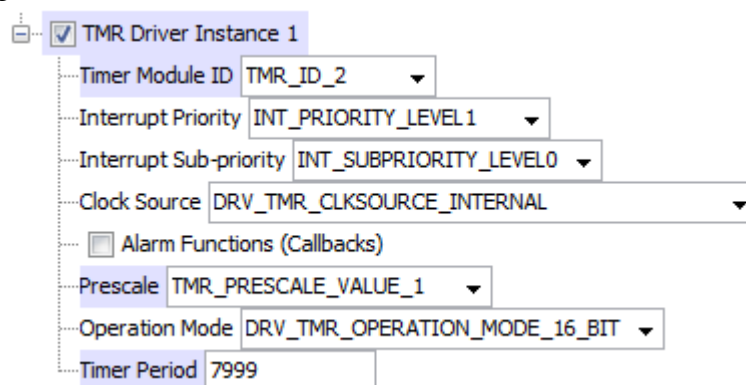 TMR Driver Instance 1
Timer Module ID TMR_ID_2
Interrupt Priority INT_PRIORITY_LEVEL1
Interrupt Sub-priority INT_SUBPRIORITY_LEVEL0
Clock Source DRV_TMR_CLKSOURCE_INTERNAL
Alarm Functions (Callbacks)
Prescale TMR_PRESCALE_VALUE_1
Operation Mode DRV_TMR_OPERATION_MODE_16_BIT
Timer Period 7999